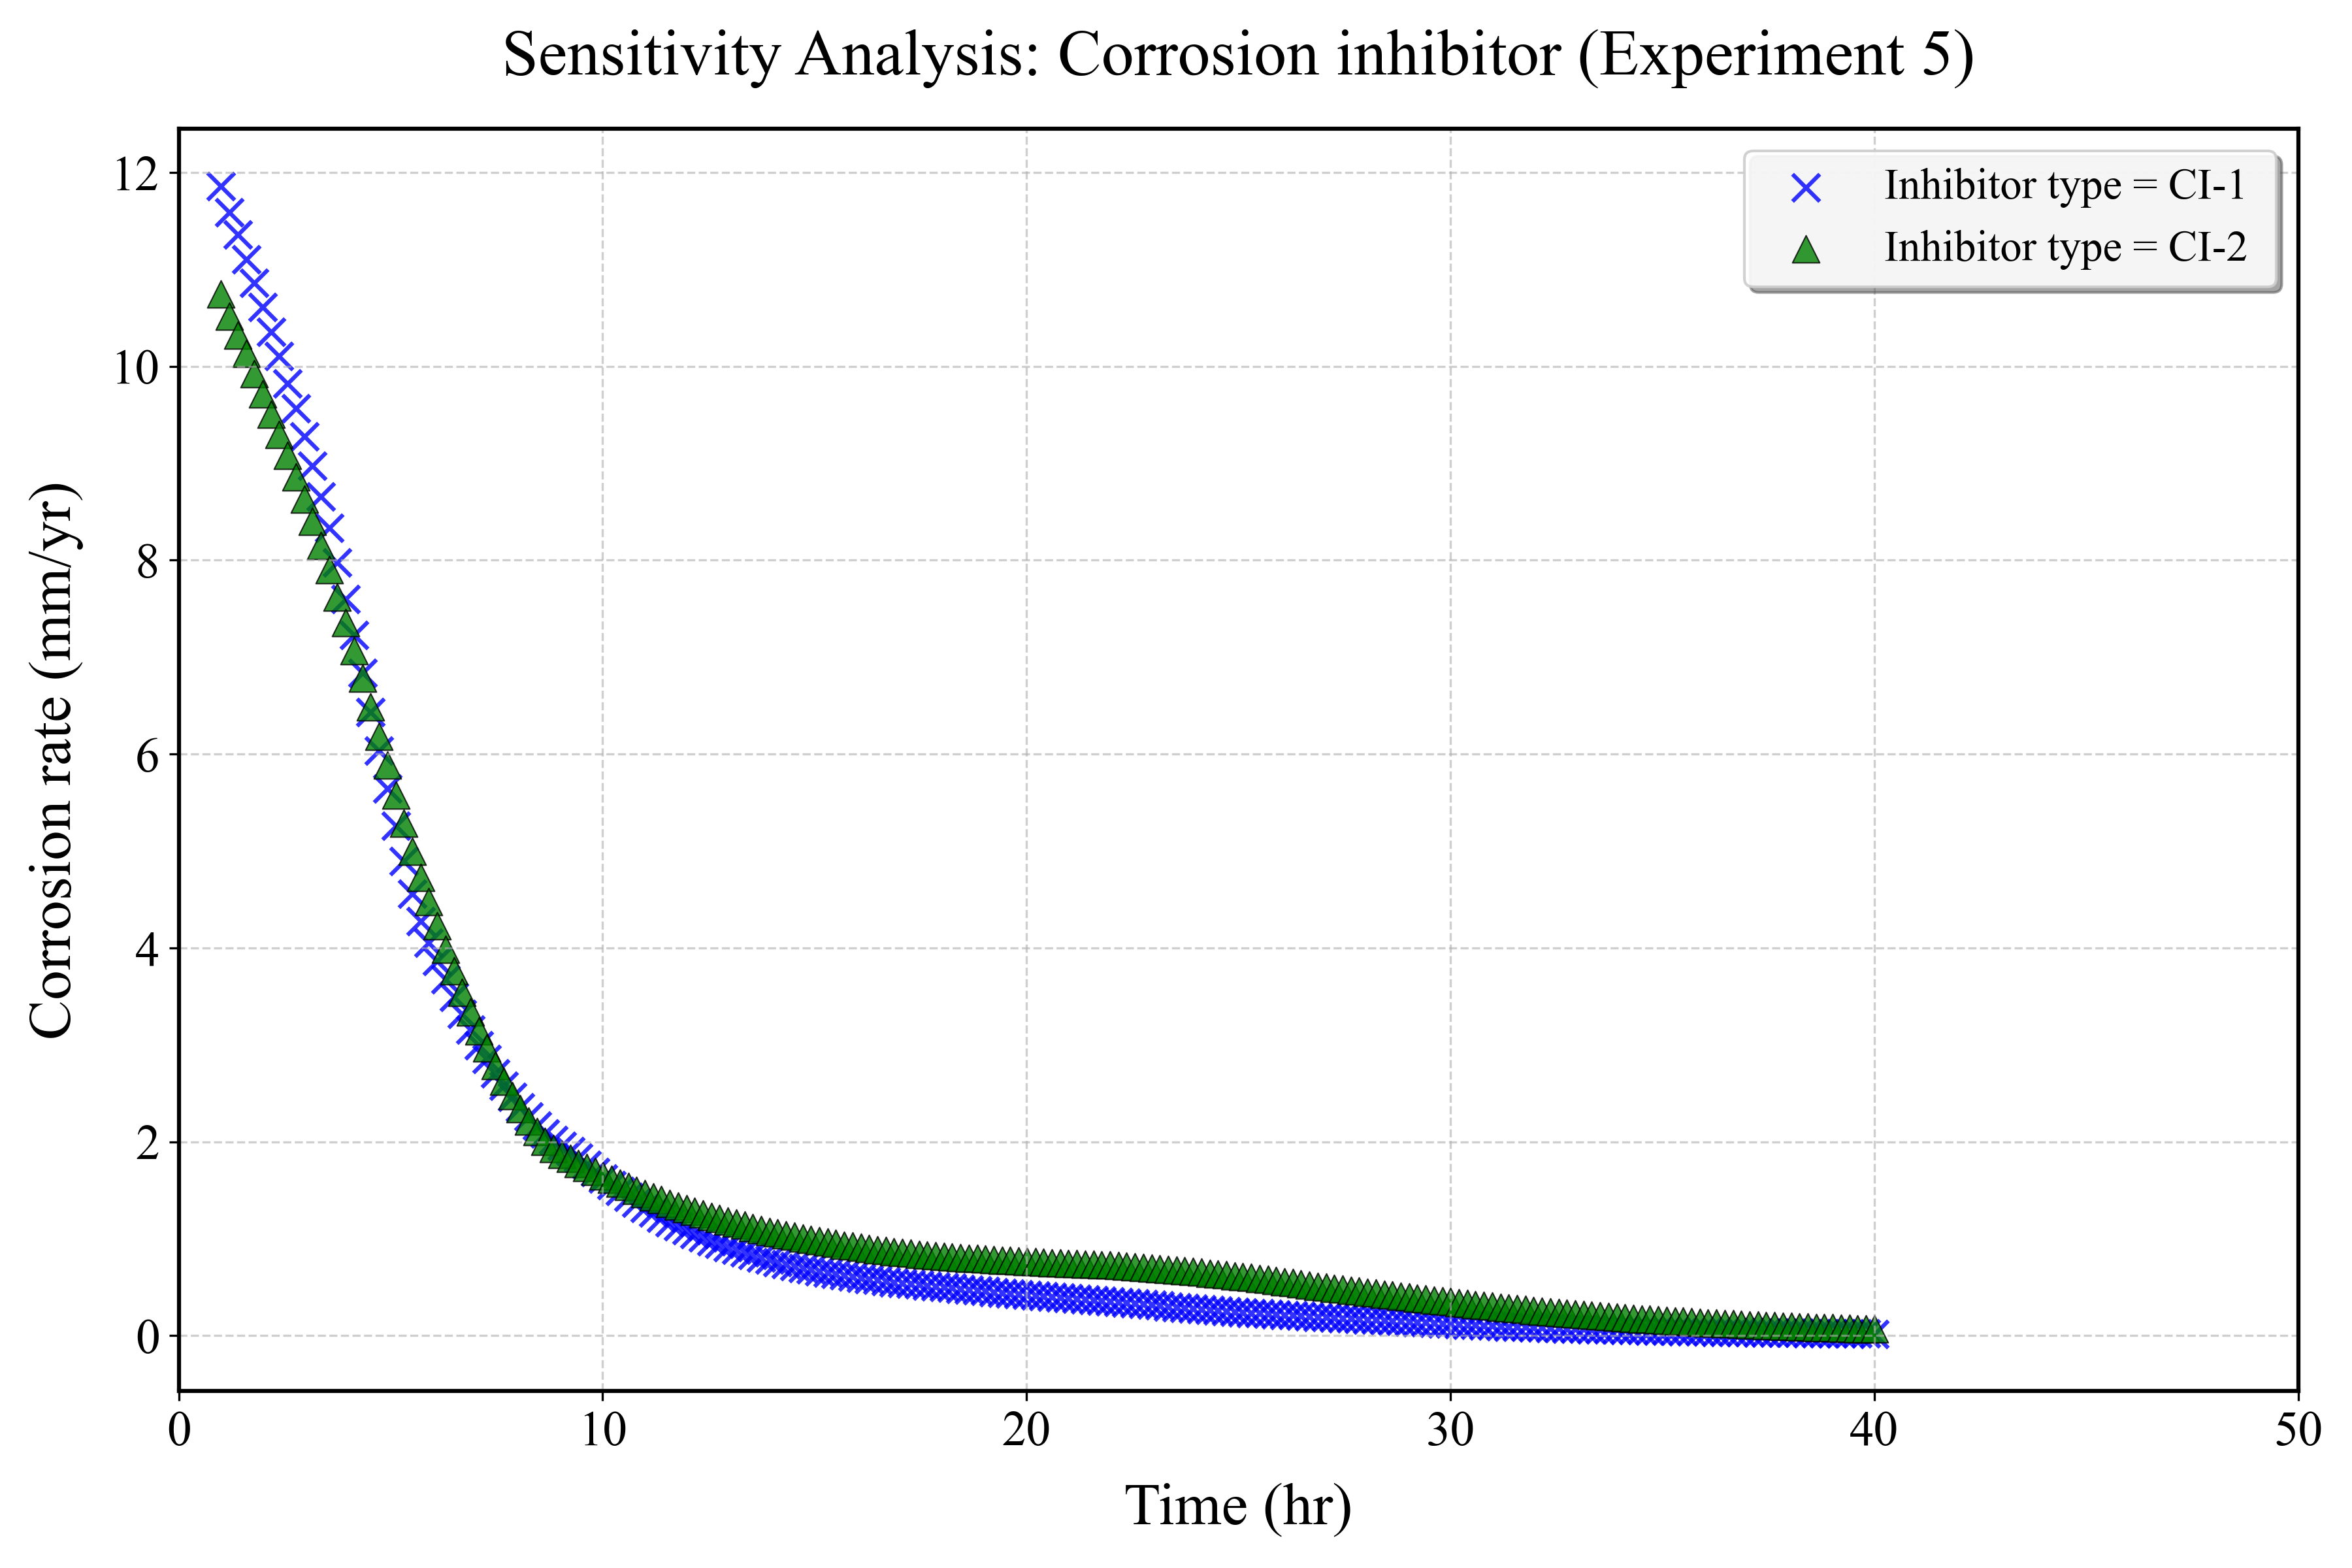 Sensitivity Analysis: Corrosion inhibitor (Experiment 5)
Inhibitor type = CI-1
Inhibitor type = CI-2
Corrosion rate (mm/yr)
12
10
8
6
4
2
0
0 10 20 30 40 50
Time (hr)